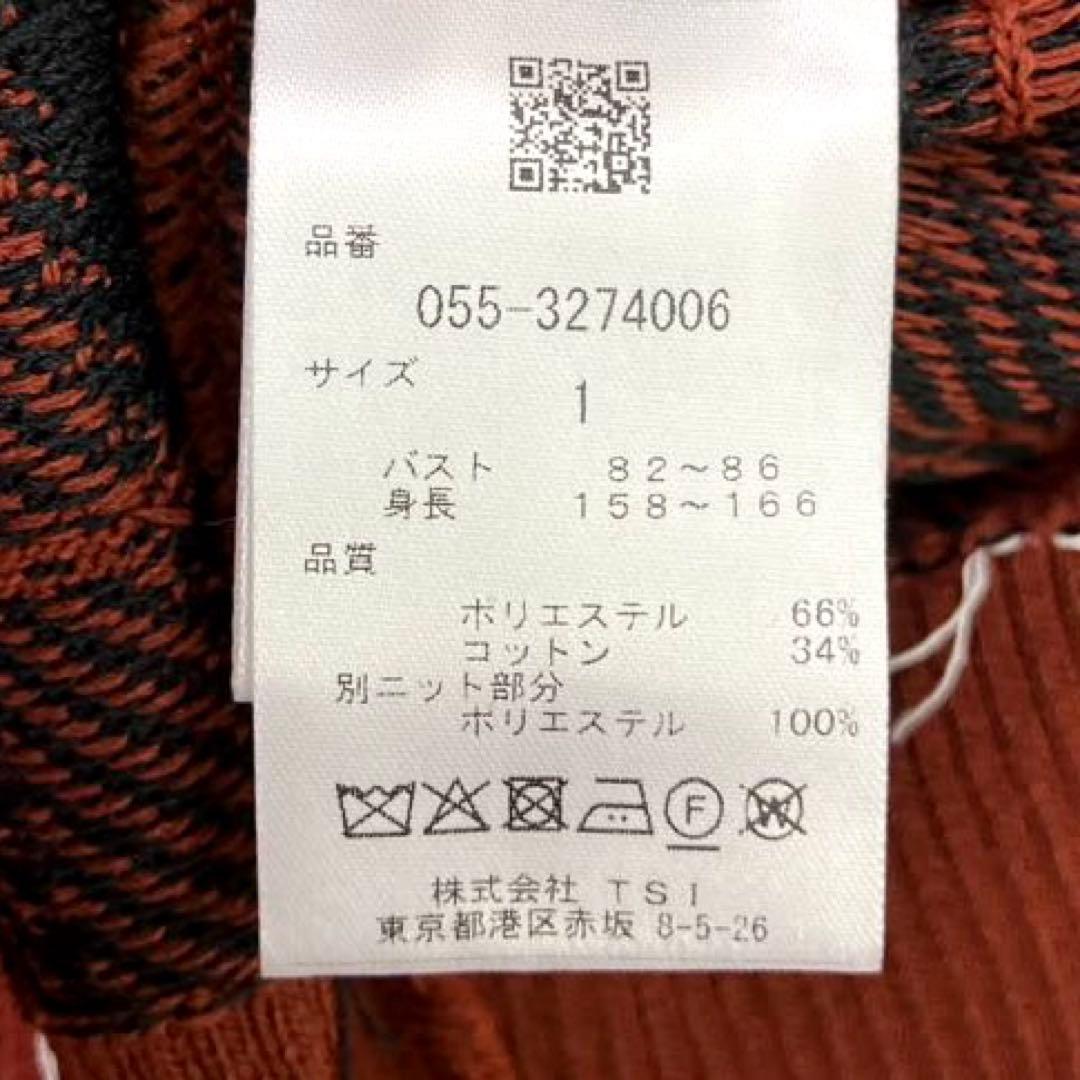 品番
055-3274006
サイズ
1
バスト 82～86
身長 158～166
品質
ポリエステル 66%
コットン 34%
別ニット部分
ポリエステル 100%
F W
株式会社 TSI
東京都港区赤坂 8-5-26